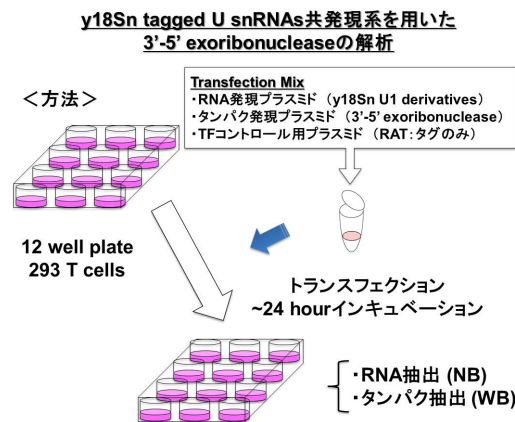 y18Sn tagged U snRNAs共発現系を用いた
3'-5' exoribonucleaseの解析
＜方法＞
Transfection Mix
・RNA発現プラスミド（y18Sn U1 derivatives）
・タンパク発現プラスミド（3'-5' exoribonuclease）
・TFコントロール用プラスミド（RAT：タグのみ）
12 well plate
293 T cells
トランスフェクション
~24 hourインキュベーション
・RNA抽出 (NB)
・タンパク抽出 (WB)